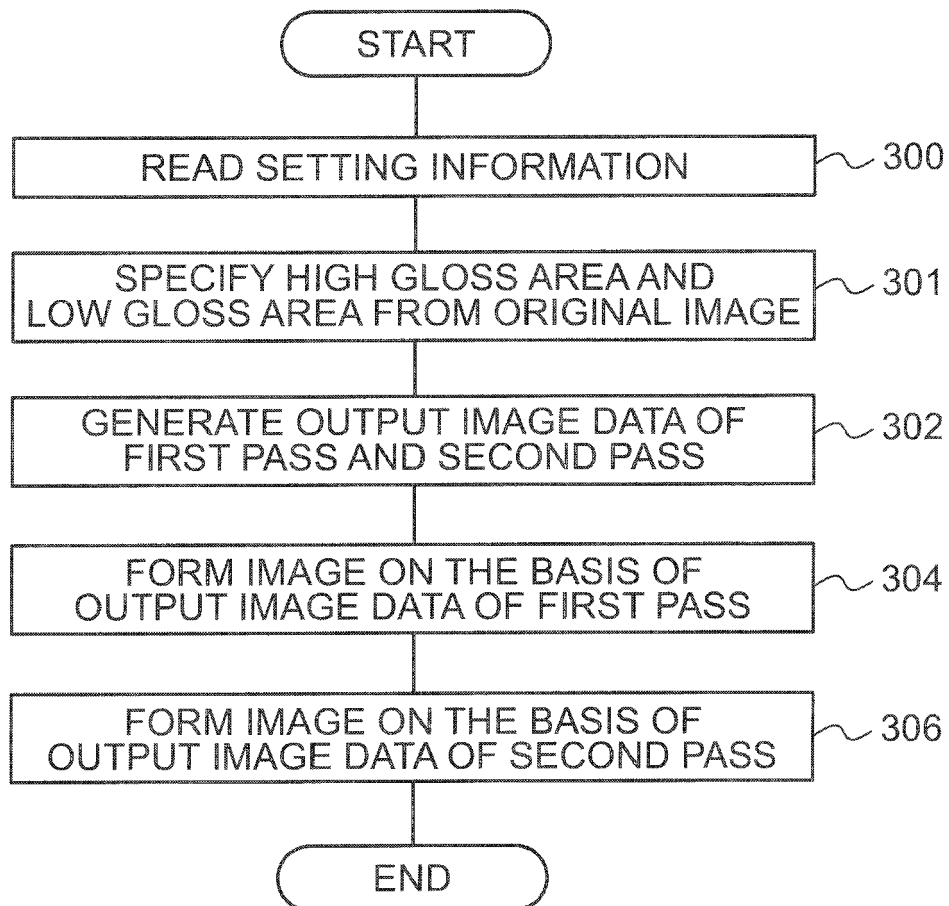 START
READ SETTING INFORMATION
300
SPECIFY HIGH GLOSS AREA AND
LOW GLOSS AREA FROM ORIGINAL IMAGE
301
GENERATE OUTPUT IMAGE DATA OF
FIRST PASS AND SECOND PASS
302
FORM IMAGE ON THE BASIS OF
OUTPUT IMAGE DATA OF FIRST PASS
304
FORM IMAGE ON THE BASIS OF
OUTPUT IMAGE DATA OF SECOND PASS
306
END